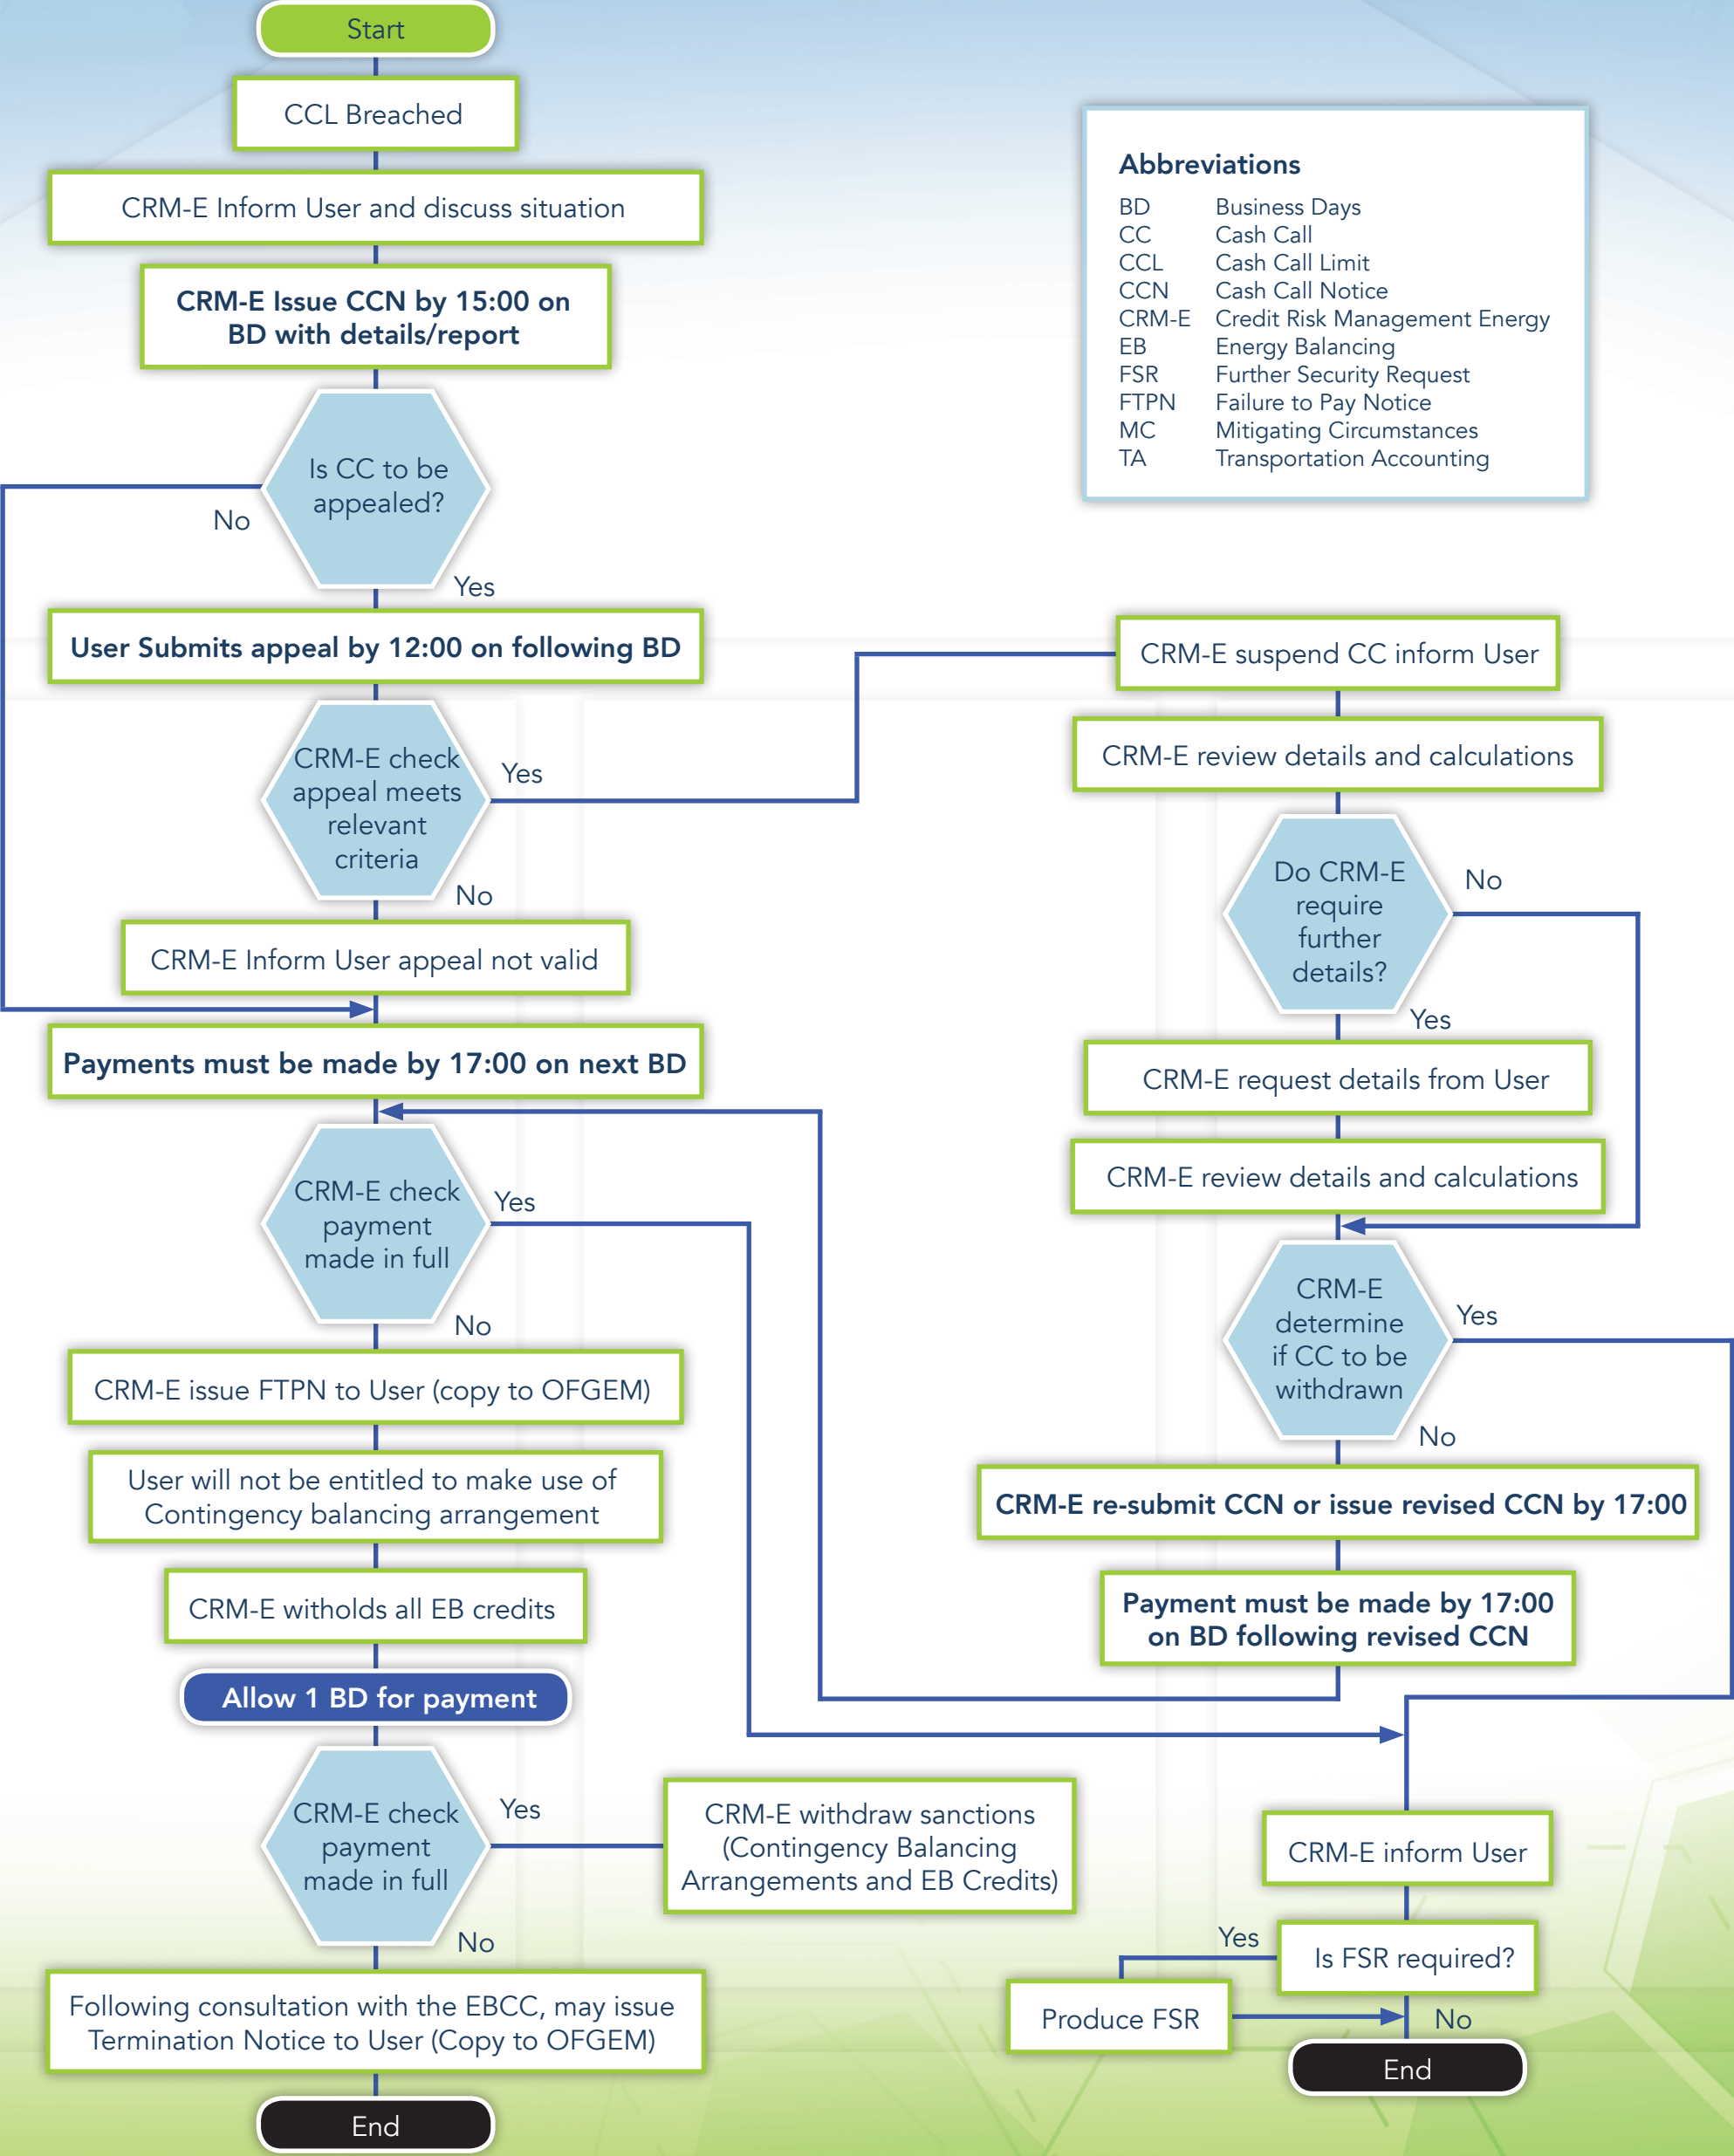 Start
CCL Breached
CRM-E Inform User and discuss situation
CRM-E Issue CCN by 15:00 on
BD with details/report
Is CC to be
appealed?
No
Yes
User Submits appeal by 12:00 on following BD
CRM-E check
appeal meets
relevant
criteria
Yes
No
CRM-E Inform User appeal not valid
Payments must be made by 17:00 on next BD
CRM-E check
payment
made in full
Yes
No
CRM-E issue FTPN to User (copy to OFGEM)
User will not be entitled to make use of
Contingency balancing arrangement
CRM-E witholds all EB credits
Allow 1 BD for payment
CRM-E check
payment
made in full
Yes
No
CRM-E withdraw sanctions
(Contingency Balancing
Arrangements and EB Credits)
Following consultation with the EBCC, may issue
Termination Notice to User (Copy to OFGEM)
End
Abbreviations
BD Business Days
CC Cash Call
CCL Cash Call Limit
CCN Cash Call Notice
CRM-E Credit Risk Management Energy
EB Energy Balancing
FSR Further Security Request
FTPN Failure to Pay Notice
MC Mitigating Circumstances
TA Transportation Accounting
CRM-E suspend CC inform User
CRM-E review details and calculations
Do CRM-E
require
further
details?
No
Yes
CRM-E request details from User
CRM-E review details and calculations
CRM-E
determine
if CC to be
withdrawn
Yes
No
CRM-E re-submit CCN or issue revised CCN by 17:00
Payment must be made by 17:00
on BD following revised CCN
CRM-E inform User
Is FSR required?
Yes
Produce FSR
No
End